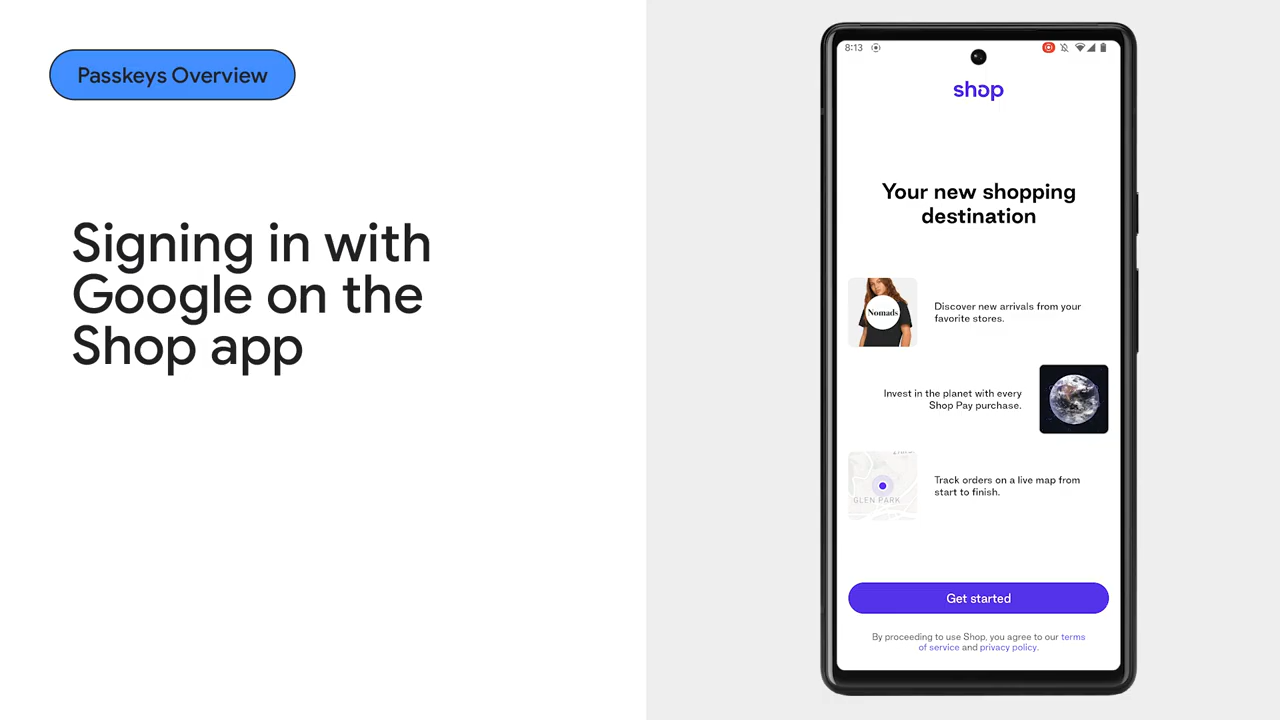 Passkeys Overview
Signing in with
Google on the
Shop app
8:13
shop
Your new shopping
destination
Nomads
Discover new arrivals from your
favorite stores.
Invest in the planet with every
Shop Pay purchase.
GLEN PARK
Track orders on a live map from
start to finish.
Get started
By proceeding to use Shop, you agree to our terms
of service and privacy policy.